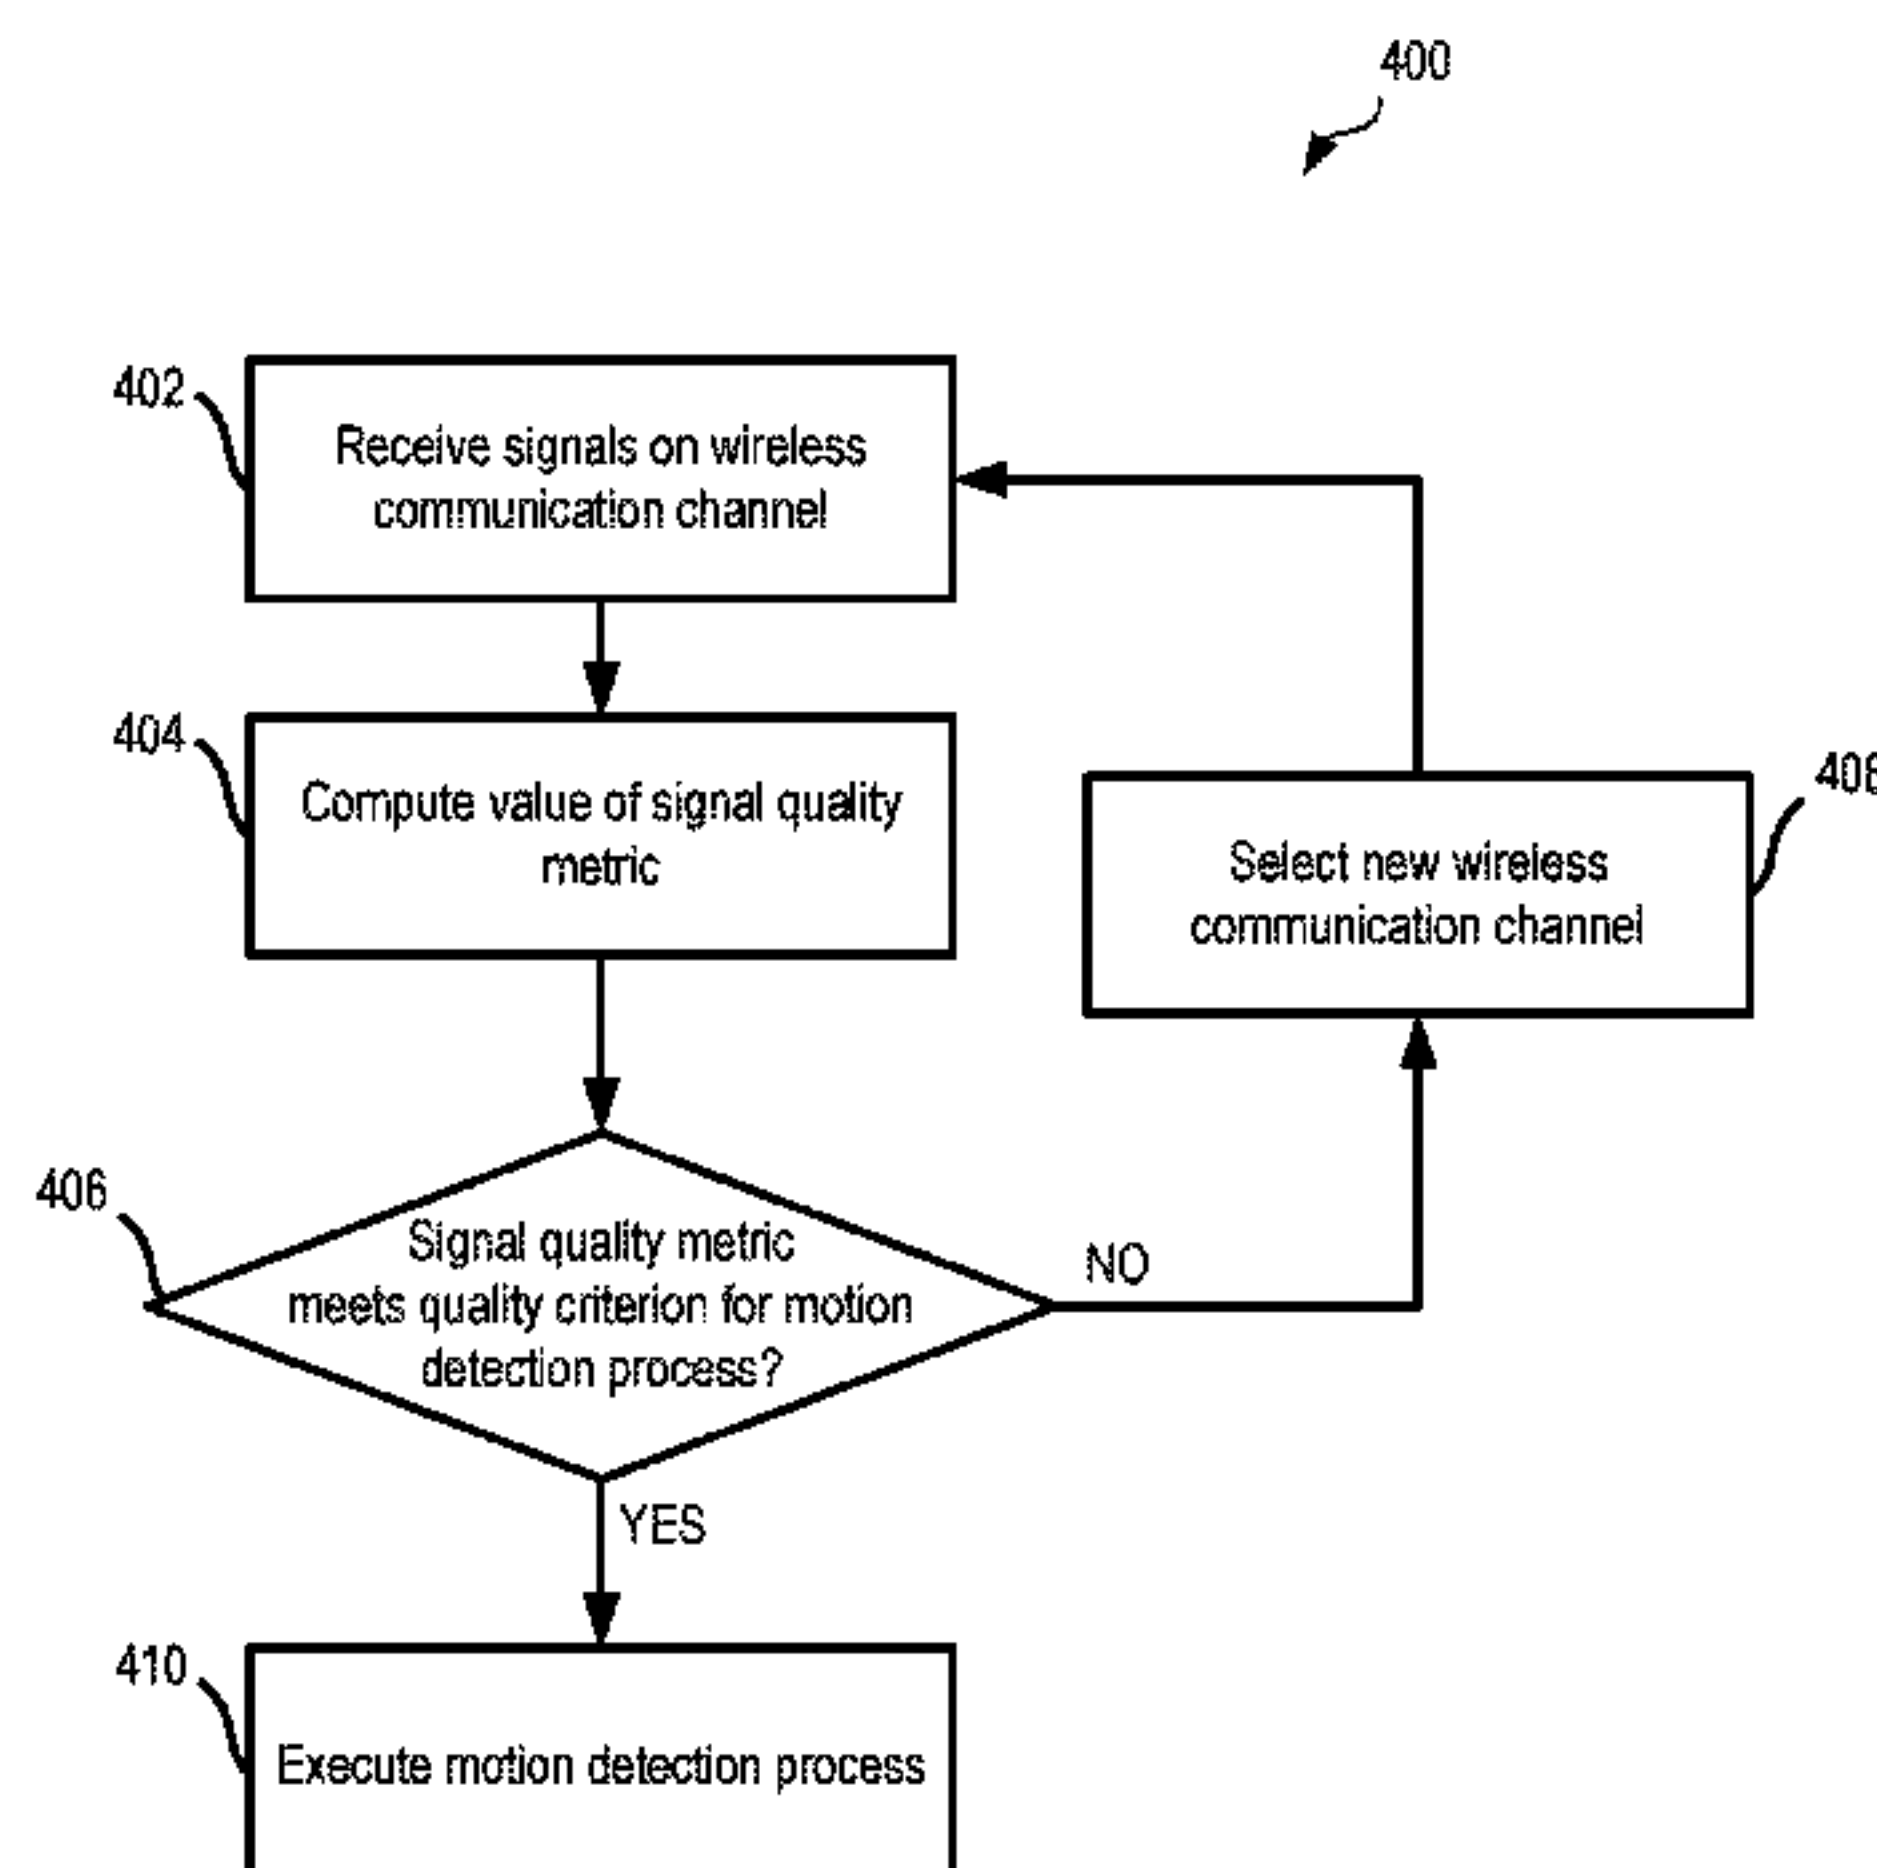 400
402
Receive signals on wireless
communication channel
404
Compute value of signal quality
metric
Select new wireless
communication channel
406
Signal quality metric
meets quality criterion for motion
detection process?
NO
YES
410
Execute motion detection process